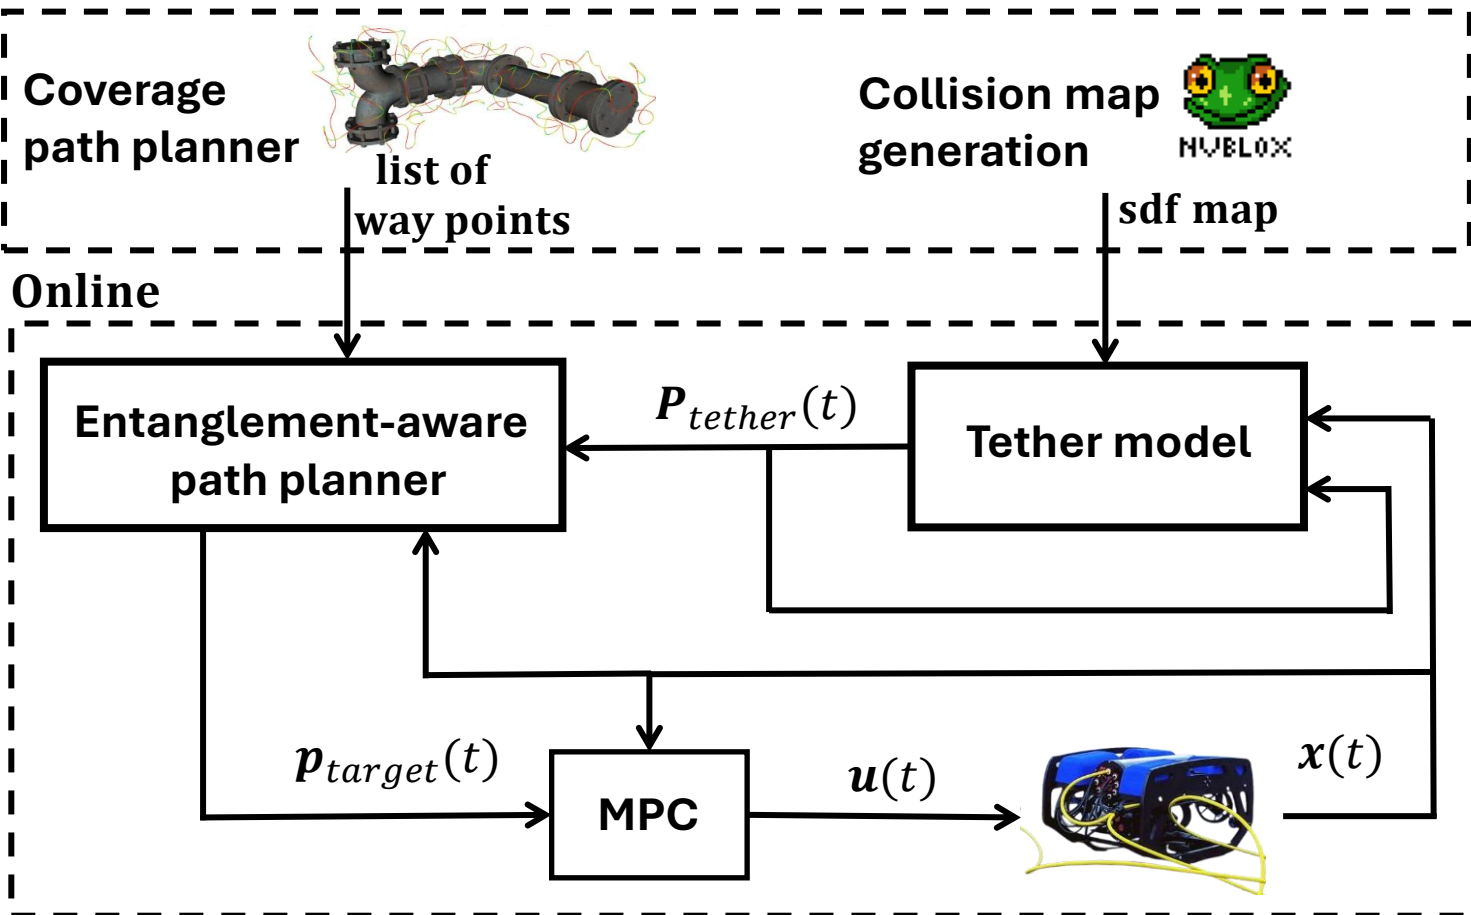 Coverage
path planner
list of
way points
Collision map
generation
NVBLOX
sdf map
Online
Entanglement-aware
path planner
P_tether(t)
Tether model
p_target(t)
MPC
u(t)
x(t)